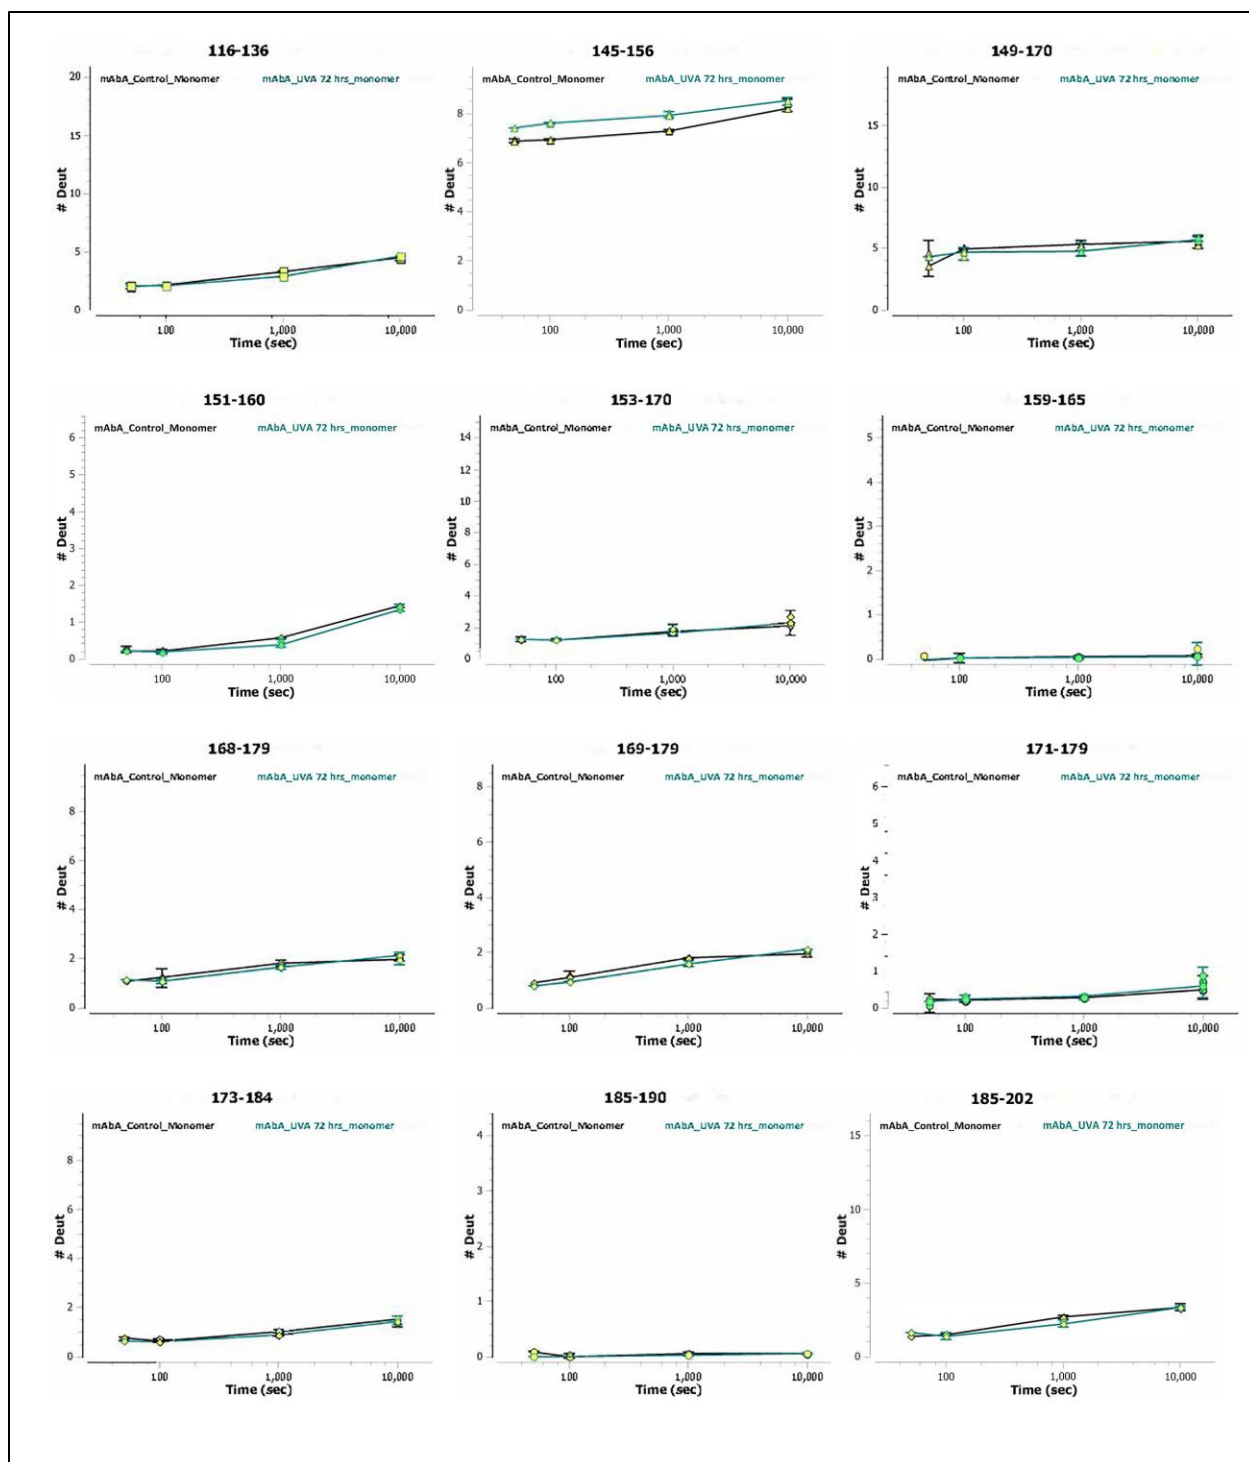 116-136
mAbA_Control_Monomer mAbA_UVA 72 hrs_monomer
20
15
10
5
0
# Deut
100 1,000 10,000
Time (sec)
145-156
mAbA_Control_Monomer mAbA_UVA 72 hrs_monomer
8
6
4
2
0
# Deut
100 1,000 10,000
Time (sec)
149-170
mAbA_Control_Monomer mAbA_UVA 72 hrs_monomer
15
10
5
0
# Deut
100 1,000 10,000
Time (sec)
151-160
mAbA_Control_Monomer mAbA_UVA 72 hrs_monomer
6
5
4
3
2
1
0
# Deut
100 1,000 10,000
Time (sec)
153-170
mAbA_Control_Monomer mAbA_UVA 72 hrs_monomer
14
12
10
8
6
4
2
0
# Deut
100 1,000 10,000
Time (sec)
159-165
mAbA_Control_Monomer mAbA_UVA 72 hrs_monomer
5
4
3
2
1
0
# Deut
100 1,000 10,000
Time (sec)
168-179
mAbA_Control_Monomer mAbA_UVA 72 hrs_monomer
8
6
4
2
0
# Deut
100 1,000 10,000
Time (sec)
169-179
mAbA_Control_Monomer mAbA_UVA 72 hrs_monomer
8
6
4
2
0
# Deut
100 1,000 10,000
Time (sec)
171-179
mAbA_Control_Monomer mAbA_UVA 72 hrs_monomer
6
5
4
3
2
1
0
# Deut
100 1,000 10,000
Time (sec)
173-184
mAbA_Control_Monomer mAbA_UVA 72 hrs_monomer
8
6
4
2
0
# Deut
100 1,000 10,000
Time (sec)
185-190
mAbA_Control_Monomer mAbA_UVA 72 hrs_monomer
4
3
2
1
0
# Deut
100 1,000 10,000
Time (sec)
185-202
mAbA_Control_Monomer mAbA_UVA 72 hrs_monomer
15
10
5
0
# Deut
100 1,000 10,000
Time (sec)